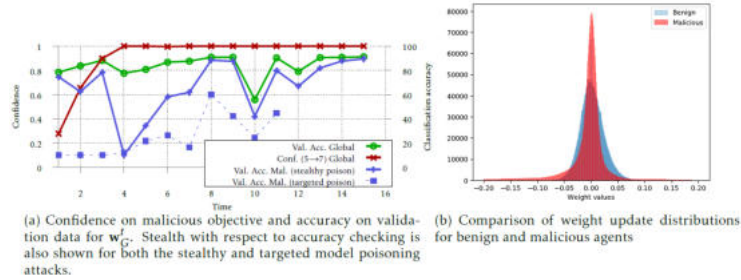 1
0.8
0.6
0.4
0.2
0
100
80
60
40
20
0
Confidence
Classification accuracy
2
4
6
8
10
12
14
16
Time
Val. Acc. Global
Conf. (5→7) Global
Val. Acc. Mal. (stealthy poison)
Val. Acc. Mal. (targeted poison)
(a) Confidence on malicious objective and accuracy on valida-
tion data for w_G^t. Stealth with respect to accuracy checking is
also shown for both the stealthy and targeted model poisoning
attacks.
Benign
Malicious
80000
70000
60000
50000
40000
30000
20000
10000
0
-0.20
-0.15
-0.10
-0.05
0.00
0.05
0.10
0.15
0.20
Weight values
(b) Comparison of weight update distributions
for benign and malicious agents